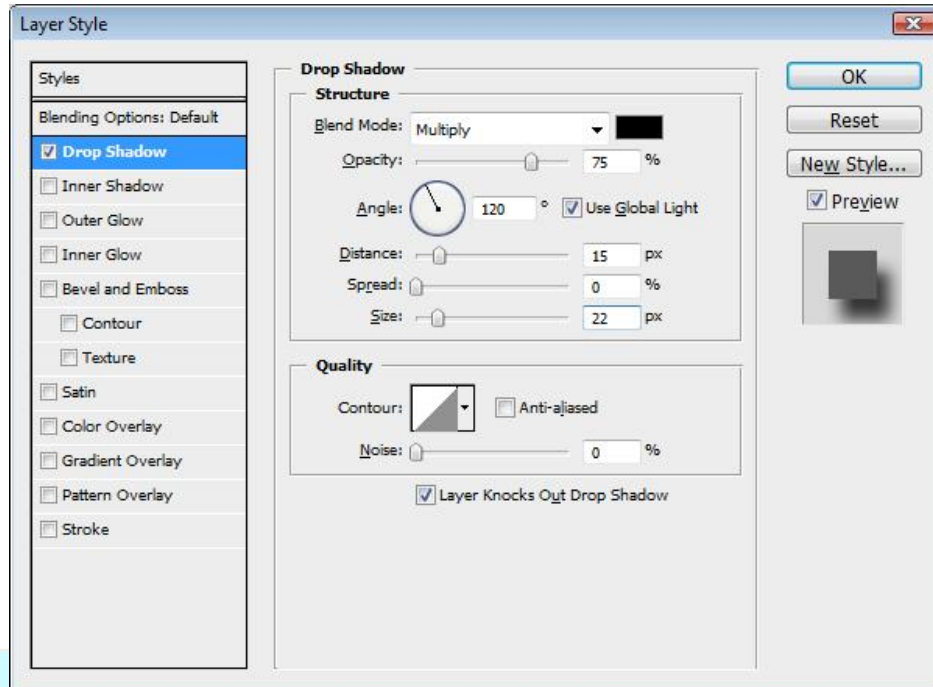 Layer Style
Styles
Blending Options: Default
Drop Shadow
Inner Shadow
Outer Glow
Inner Glow
Bevel and Emboss
Contour
Texture
Satin
Color Overlay
Gradient Overlay
Pattern Overlay
Stroke
Drop Shadow
Structure
Blend Mode: Multiply
Opacity: 75 %
Angle: 120 ° Use Global Light
Distance: 15 px
Spread: 0 %
Size: 22 px
Quality
Contour: Anti-aliased
Noise: 0 %
Layer Knocks Out Drop Shadow
OK
Reset
New Style...
Preview